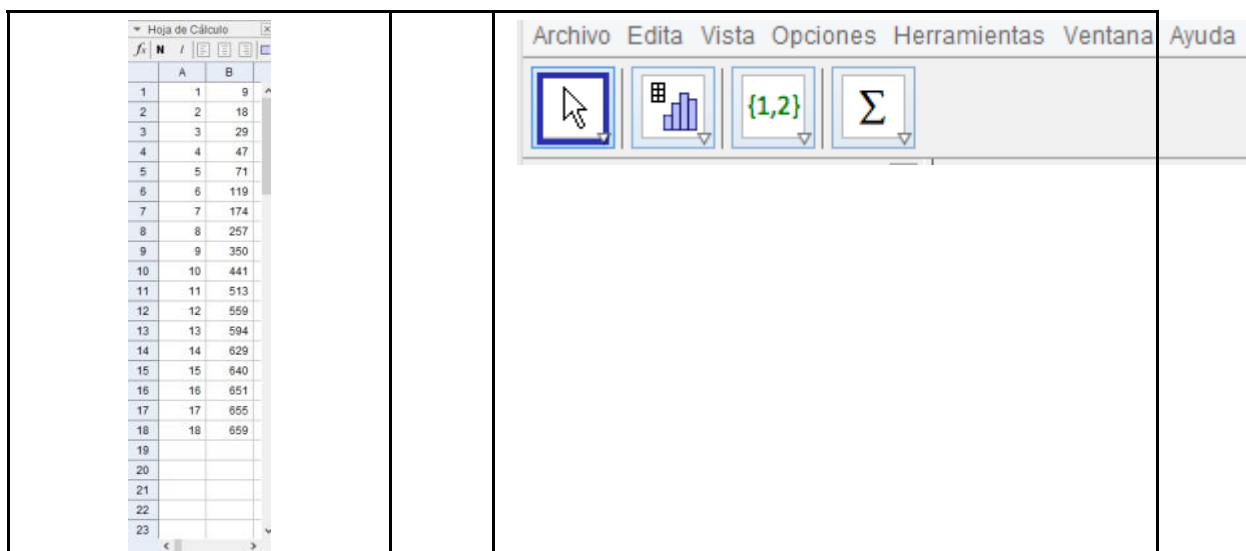 Hoja de Cálculo
fx N I
A B
1 1 9
2 2 18
3 3 29
4 4 47
5 5 71
6 6 119
7 7 174
8 8 257
9 9 350
10 10 441
11 11 513
12 12 559
13 13 594
14 14 629
15 15 640
16 16 651
17 17 655
18 18 659
19
20
21
22
23
Archivo Edita Vista Opciones Herramientas Ventana Ayuda
{1,2} Σ